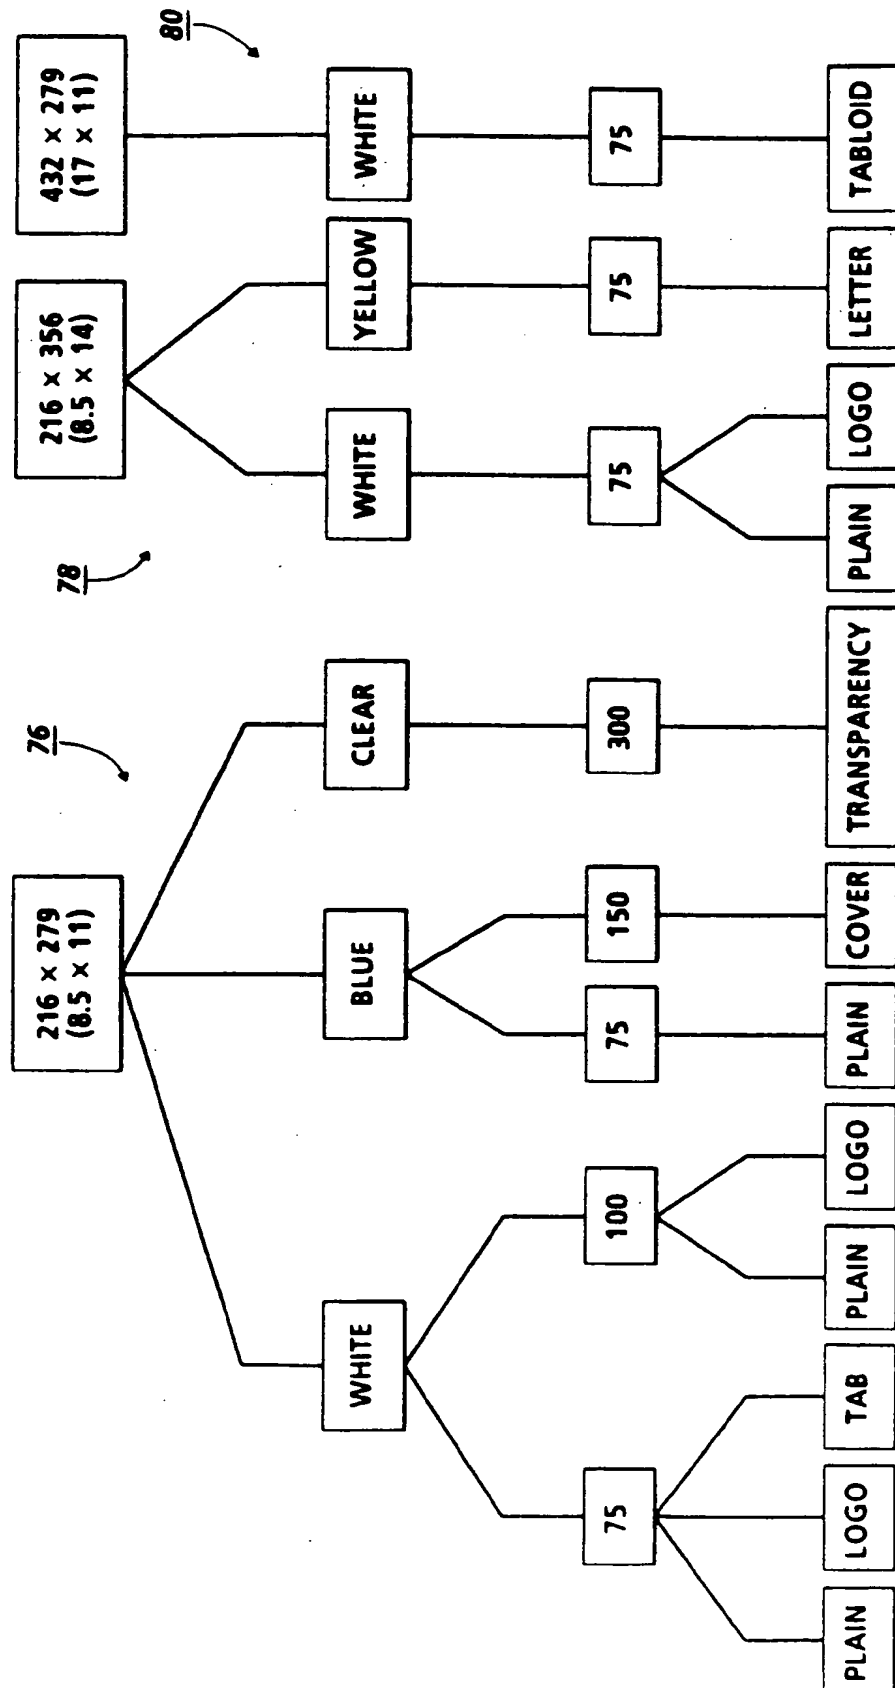 76
78
80
216 × 279
(8.5 × 11)
216 × 356
(8.5 × 14)
432 × 279
(17 × 11)
WHITE
BLUE
CLEAR
WHITE
YELLOW
WHITE
75
100
75
150
300
75
75
75
PLAIN
LOGO
TAB
PLAIN
LOGO
PLAIN
COVER
TRANSPARENCY
PLAIN
LOGO
LETTER
TABLOID